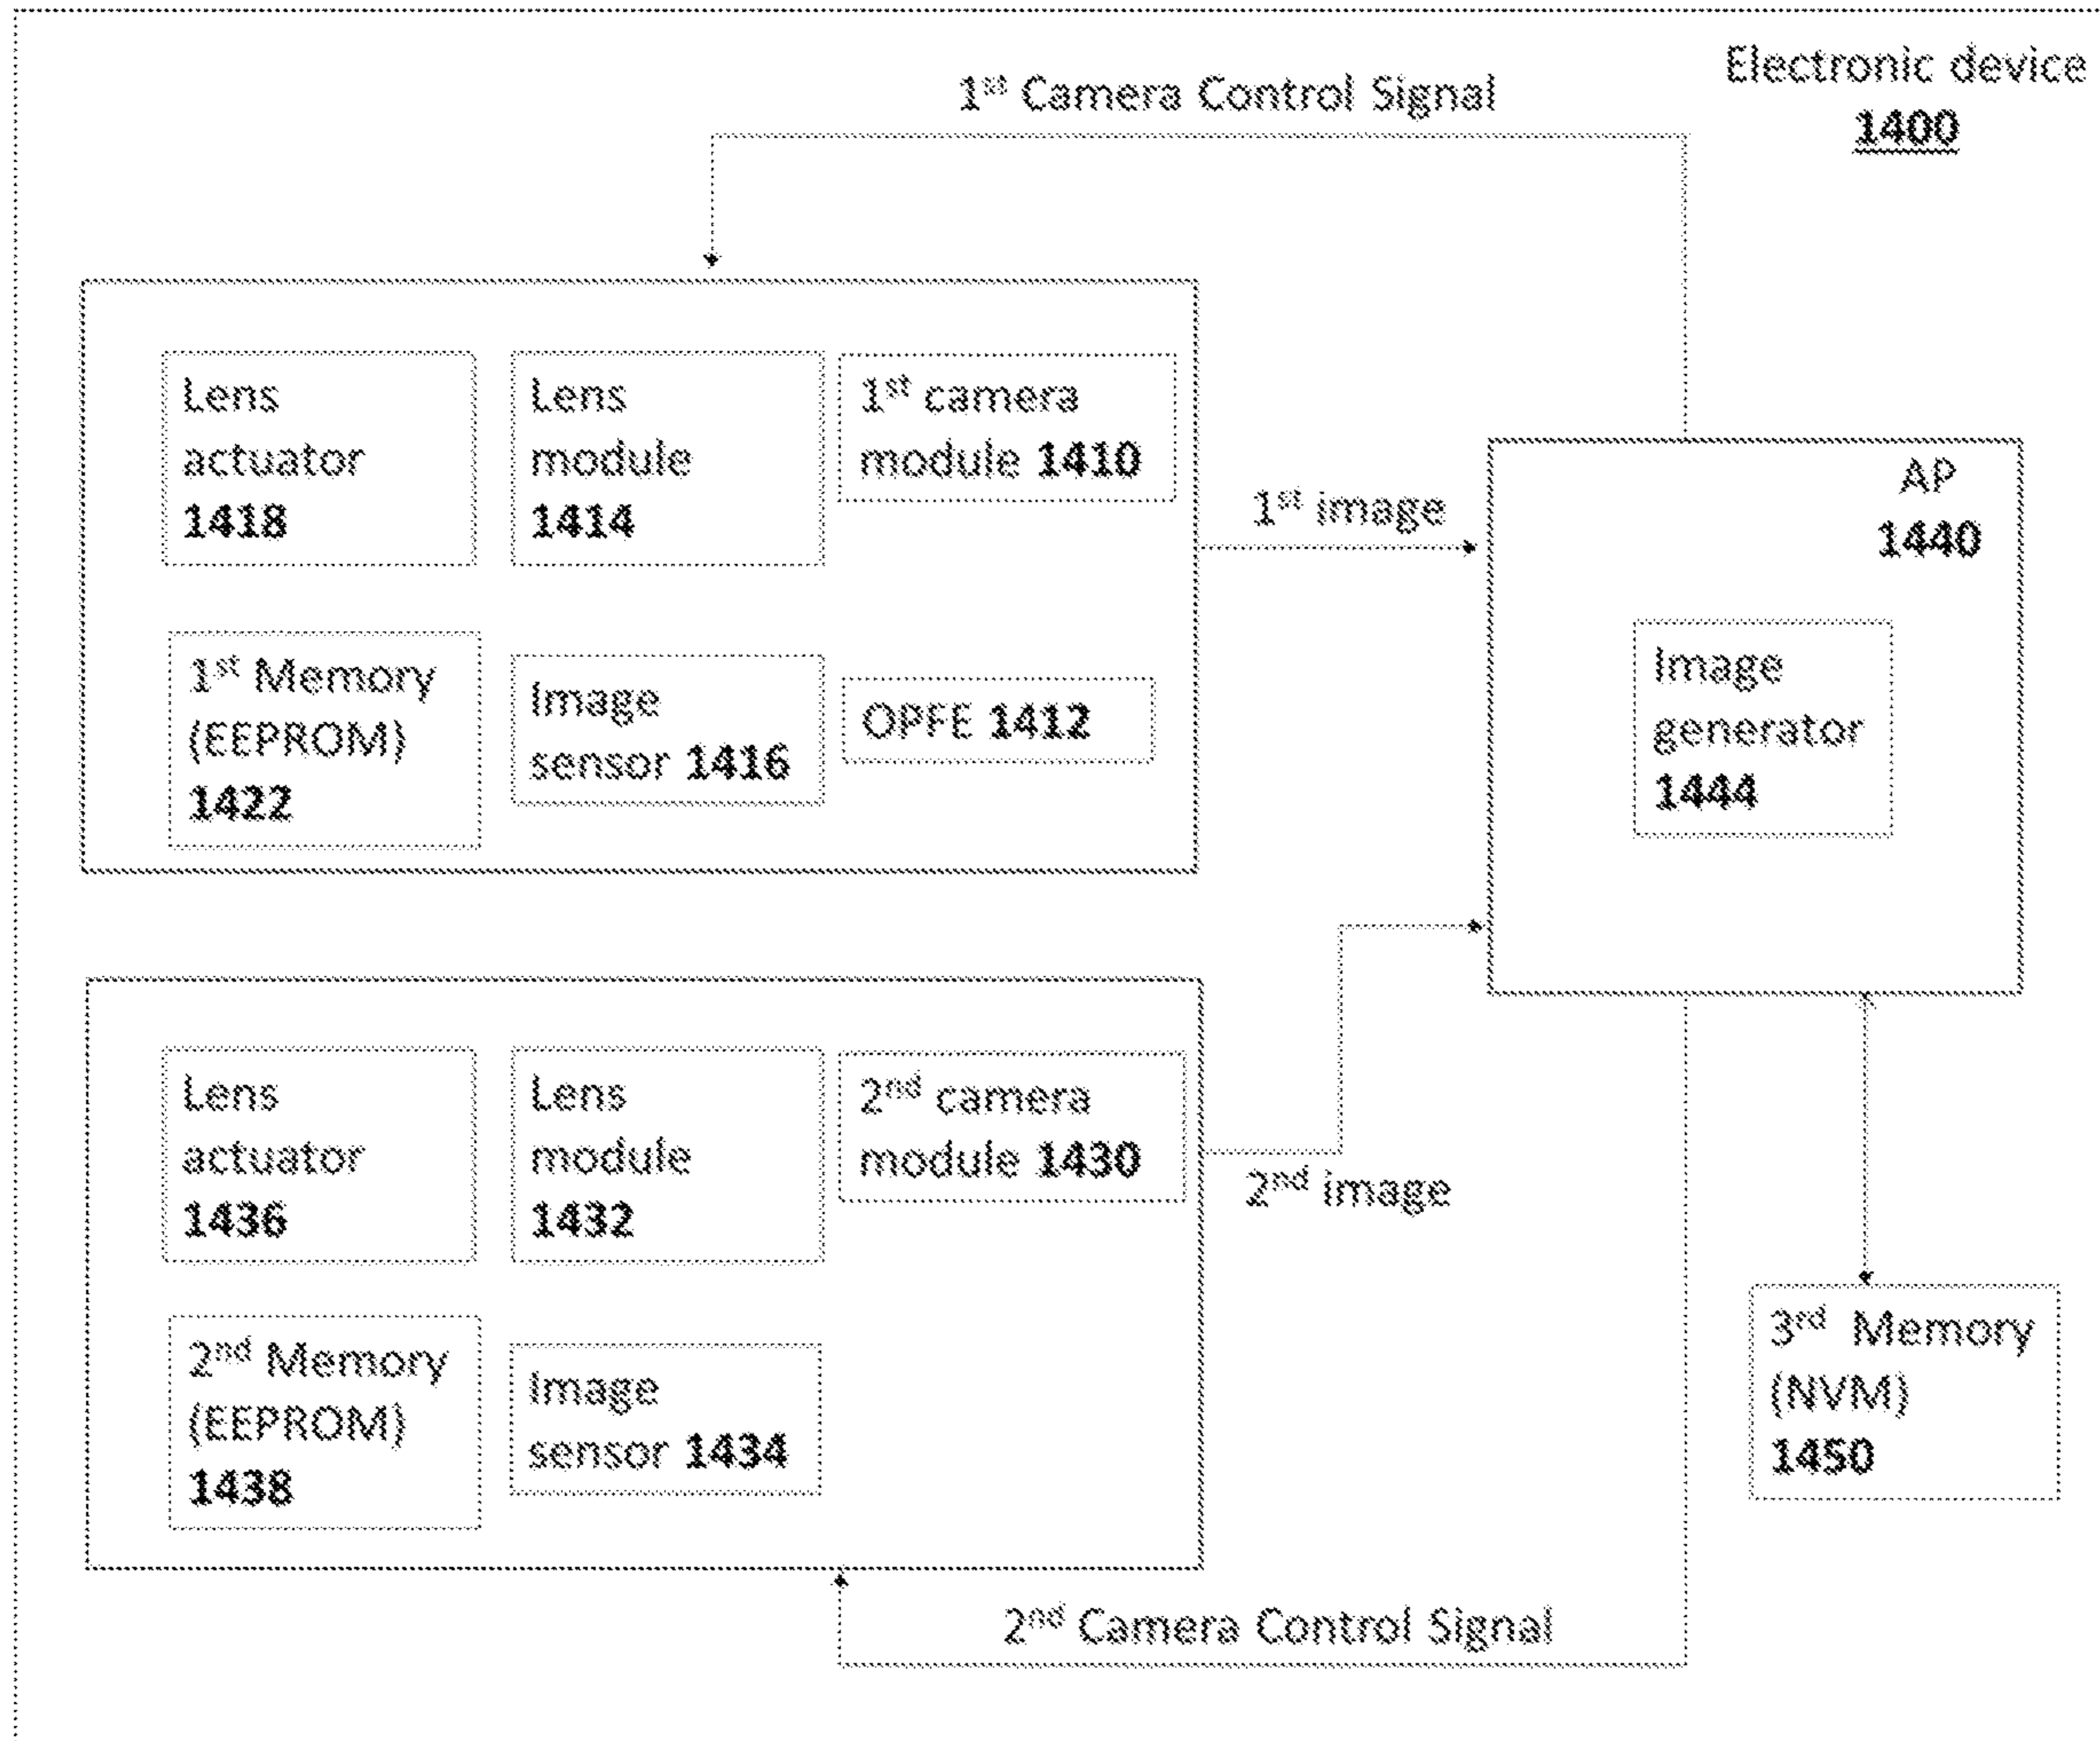 Electronic device
1400
1st Camera Control Signal
Lens
actuator
1418
Lens
module
1414
1st camera
module 1410
1st Memory
(EEPROM)
1422
Image
sensor 1416
OPFE 1412
1st image
AP
1440
Image
generator
1444
Lens
actuator
1436
Lens
module
1432
2nd camera
module 1430
2nd Memory
(EEPROM)
1438
Image
sensor 1434
2nd image
3rd Memory
(NVM)
1450
2nd Camera Control Signal